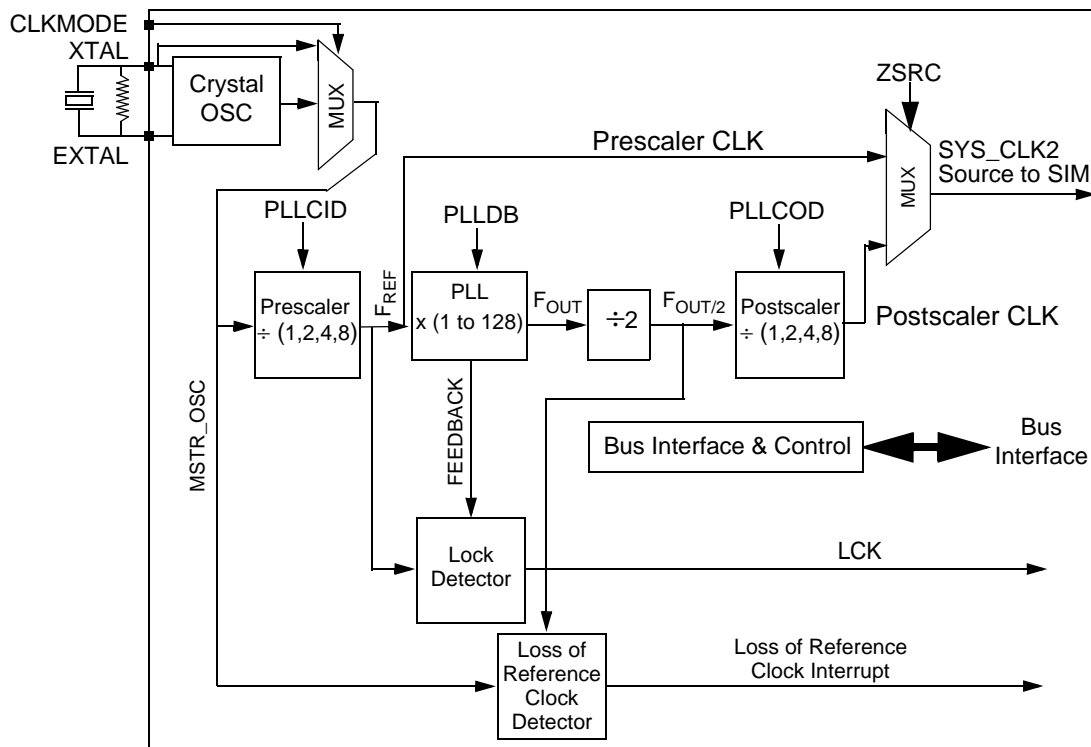 CLKMODE
XTAL
EXTAL
Crystal
OSC
MUX
ZSRC
MUX
SYS_CLK2
Source to SIM
Prescaler CLK
PLLCID
PLLDB
PLLCOD
Prescaler
÷ (1,2,4,8)
FREF
PLL
x (1 to 128)
FOUT
÷2
FOUT/2
Postscaler
÷ (1,2,4,8)
Postscaler CLK
MSTR_OSC
FEEDBACK
Bus Interface & Control
Bus
Interface
Lock
Detector
LCK
Loss of
Reference
Clock
Detector
Loss of Reference
Clock Interrupt